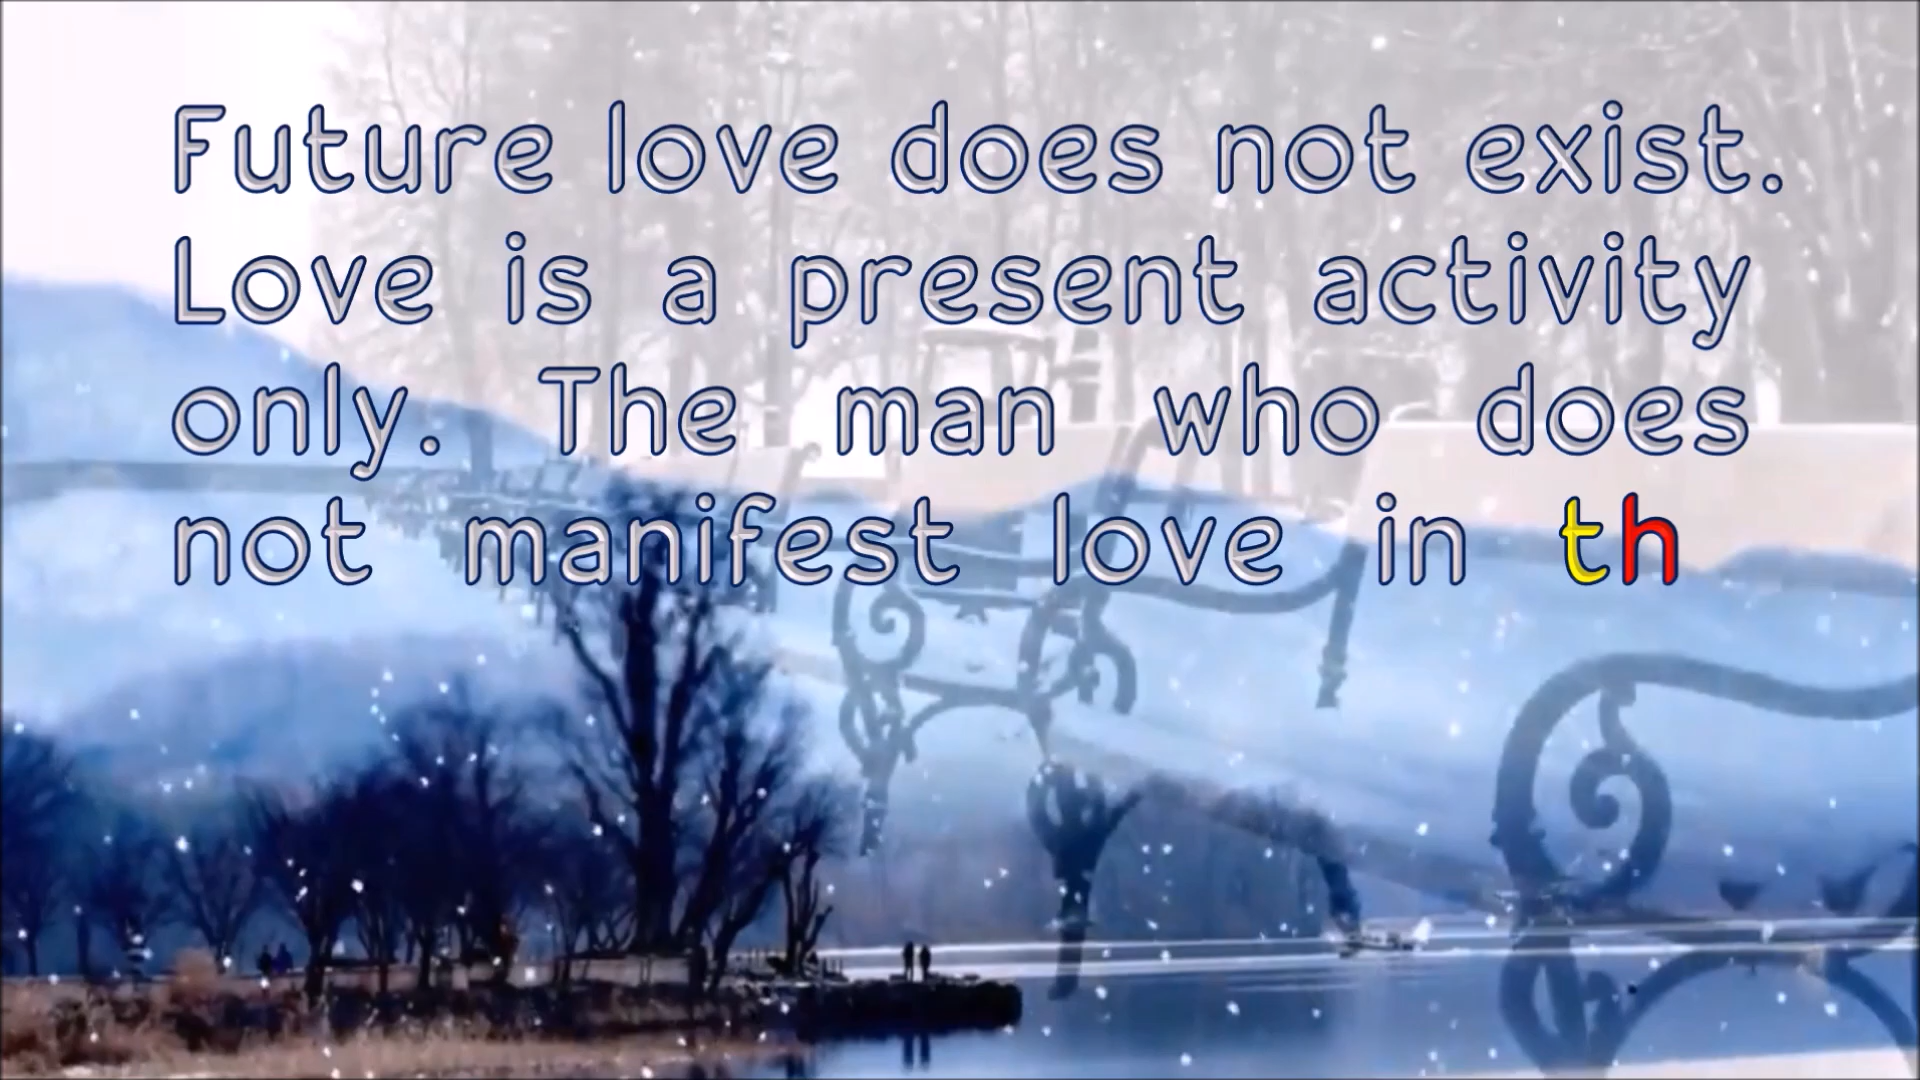 Future love does not exist.
Love is a present activity
only. The man who does
not manifest love in th